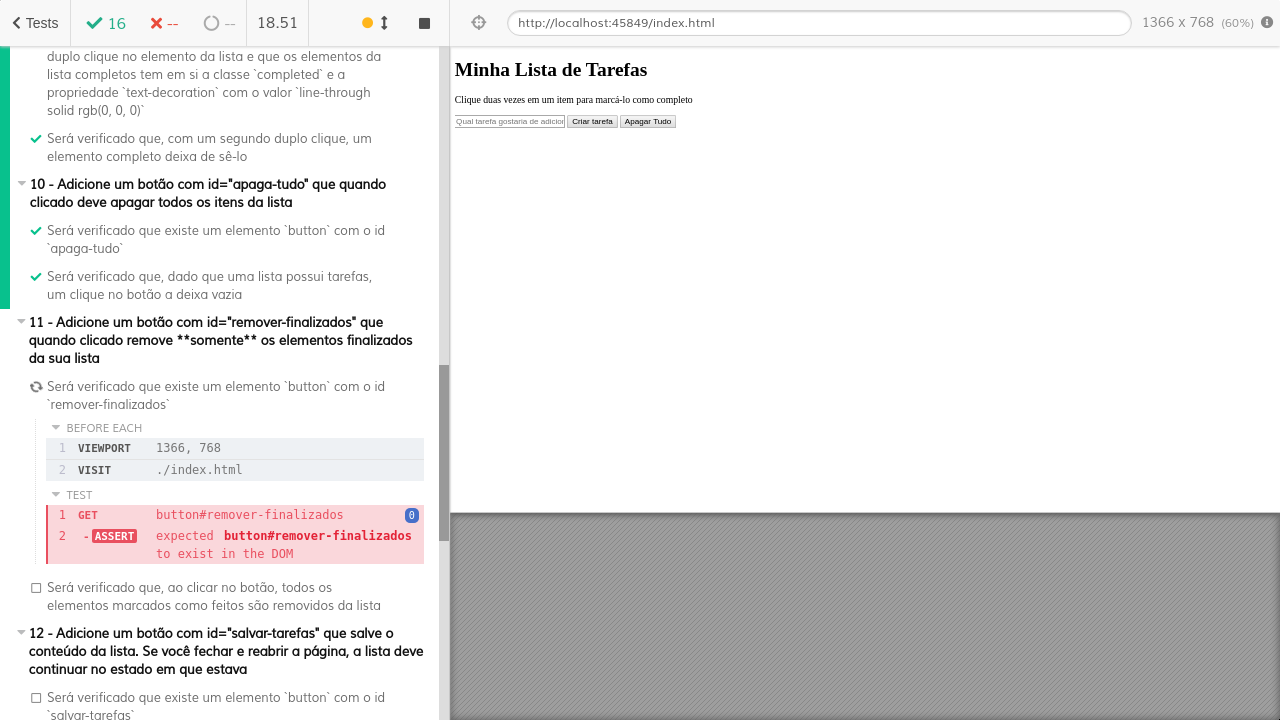 Tests
16
--
--
18.51
http://localhost:45849/index.html
1366 x 768 (60%)
duplo clique no elemento da lista e que os elementos da
lista completos tem em si a classe `completed` e a
propriedade `text-decoration` com o valor `line-through
solid rgb(0, 0, 0)`
Será verificado que, com um segundo duplo clique, um
elemento completo deixa de sê-lo
10 - Adicione um botão com id="apaga-tudo" que quando
clicado deve apagar todos os itens da lista
Será verificado que existe um elemento `button` com o id
`apaga-tudo`
Será verificado que, dado que uma lista possui tarefas,
um clique no botão a deixa vazia
11 - Adicione um botão com id="remover-finalizados" que
quando clicado remove **somente** os elementos finalizados
da sua lista
Será verificado que existe um elemento `button` com o id
`remover-finalizados`
BEFORE EACH
1 VIEWPORT 1366, 768
2 VISIT ./index.html
TEST
1 GET button#remover-finalizados 0
2 -ASSERT expected button#remover-finalizados
to exist in the DOM
Será verificado que, ao clicar no botão, todos os
elementos marcados como feitos são removidos da lista
12 - Adicione um botão com id="salvar-tarefas" que salve o
conteúdo da lista. Se você fechar e reabrir a página, a lista deve
continuar no estado em que estava
Será verificado que existe um elemento `button` com o id
`salvar-tarefas`
Minha Lista de Tarefas
Clique duas vezes em um item para marcá-lo como completo
Qual tarefa gostaria de adicior Criar tarefa Apagar Tudo